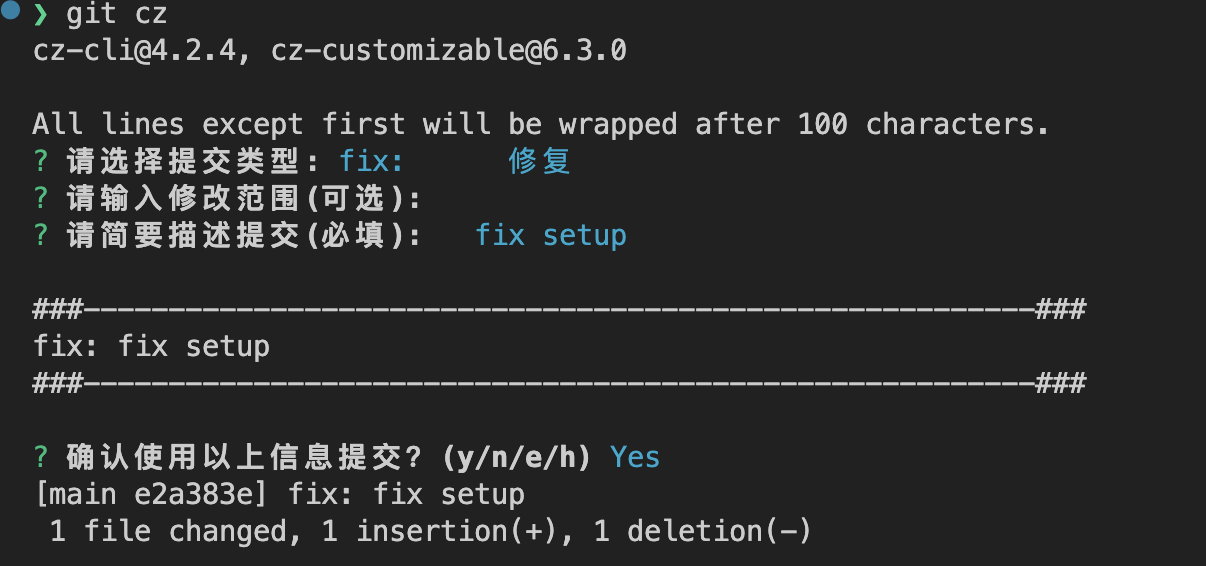 ❯ git cz
cz-cli@4.2.4, cz-customizable@6.3.0
All lines except first will be wrapped after 100 characters.
? 请选择提交类型: fix:      修复
? 请输入修改范围(可选):
? 请简要描述提交(必填):   fix setup
###--------------------------------------------------------###
fix: fix setup
###--------------------------------------------------------###
? 确认使用以上信息提交? (y/n/e/h) Yes
[main e2a383e] fix: fix setup
 1 file changed, 1 insertion(+), 1 deletion(-)